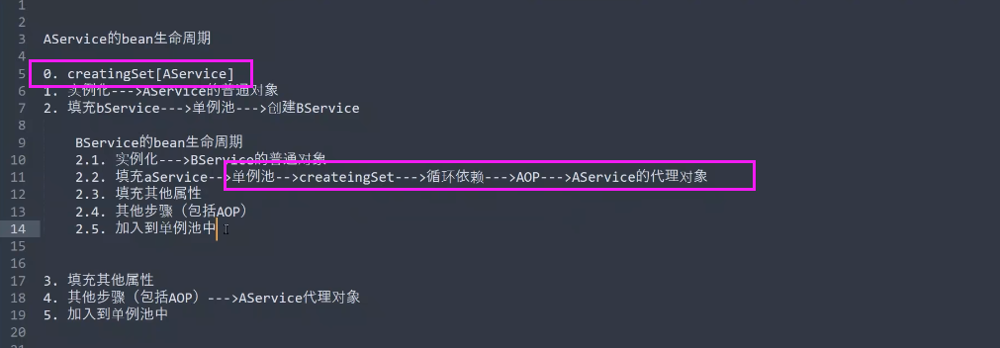 1
2
3 AService的bean生命周期
4
5 0. creatingSet[AService]
6 1. 实例化--->AService的普通对象
7 2. 填充bService--->单例池--->创建BService
8
9 BService的bean生命周期
10 2.1. 实例化--->BService的普通对象
11 2.2. 填充aService-->单例池-->createingSet--->循环依赖--->AOP--->AService的代理对象
12 2.3. 填充其他属性
13 2.4. 其他步骤（包括AOP）
14 2.5. 加入到单例池中
15
16
17 3. 填充其他属性
18 4. 其他步骤（包括AOP）--->AService代理对象
19 5. 加入到单例池中
20